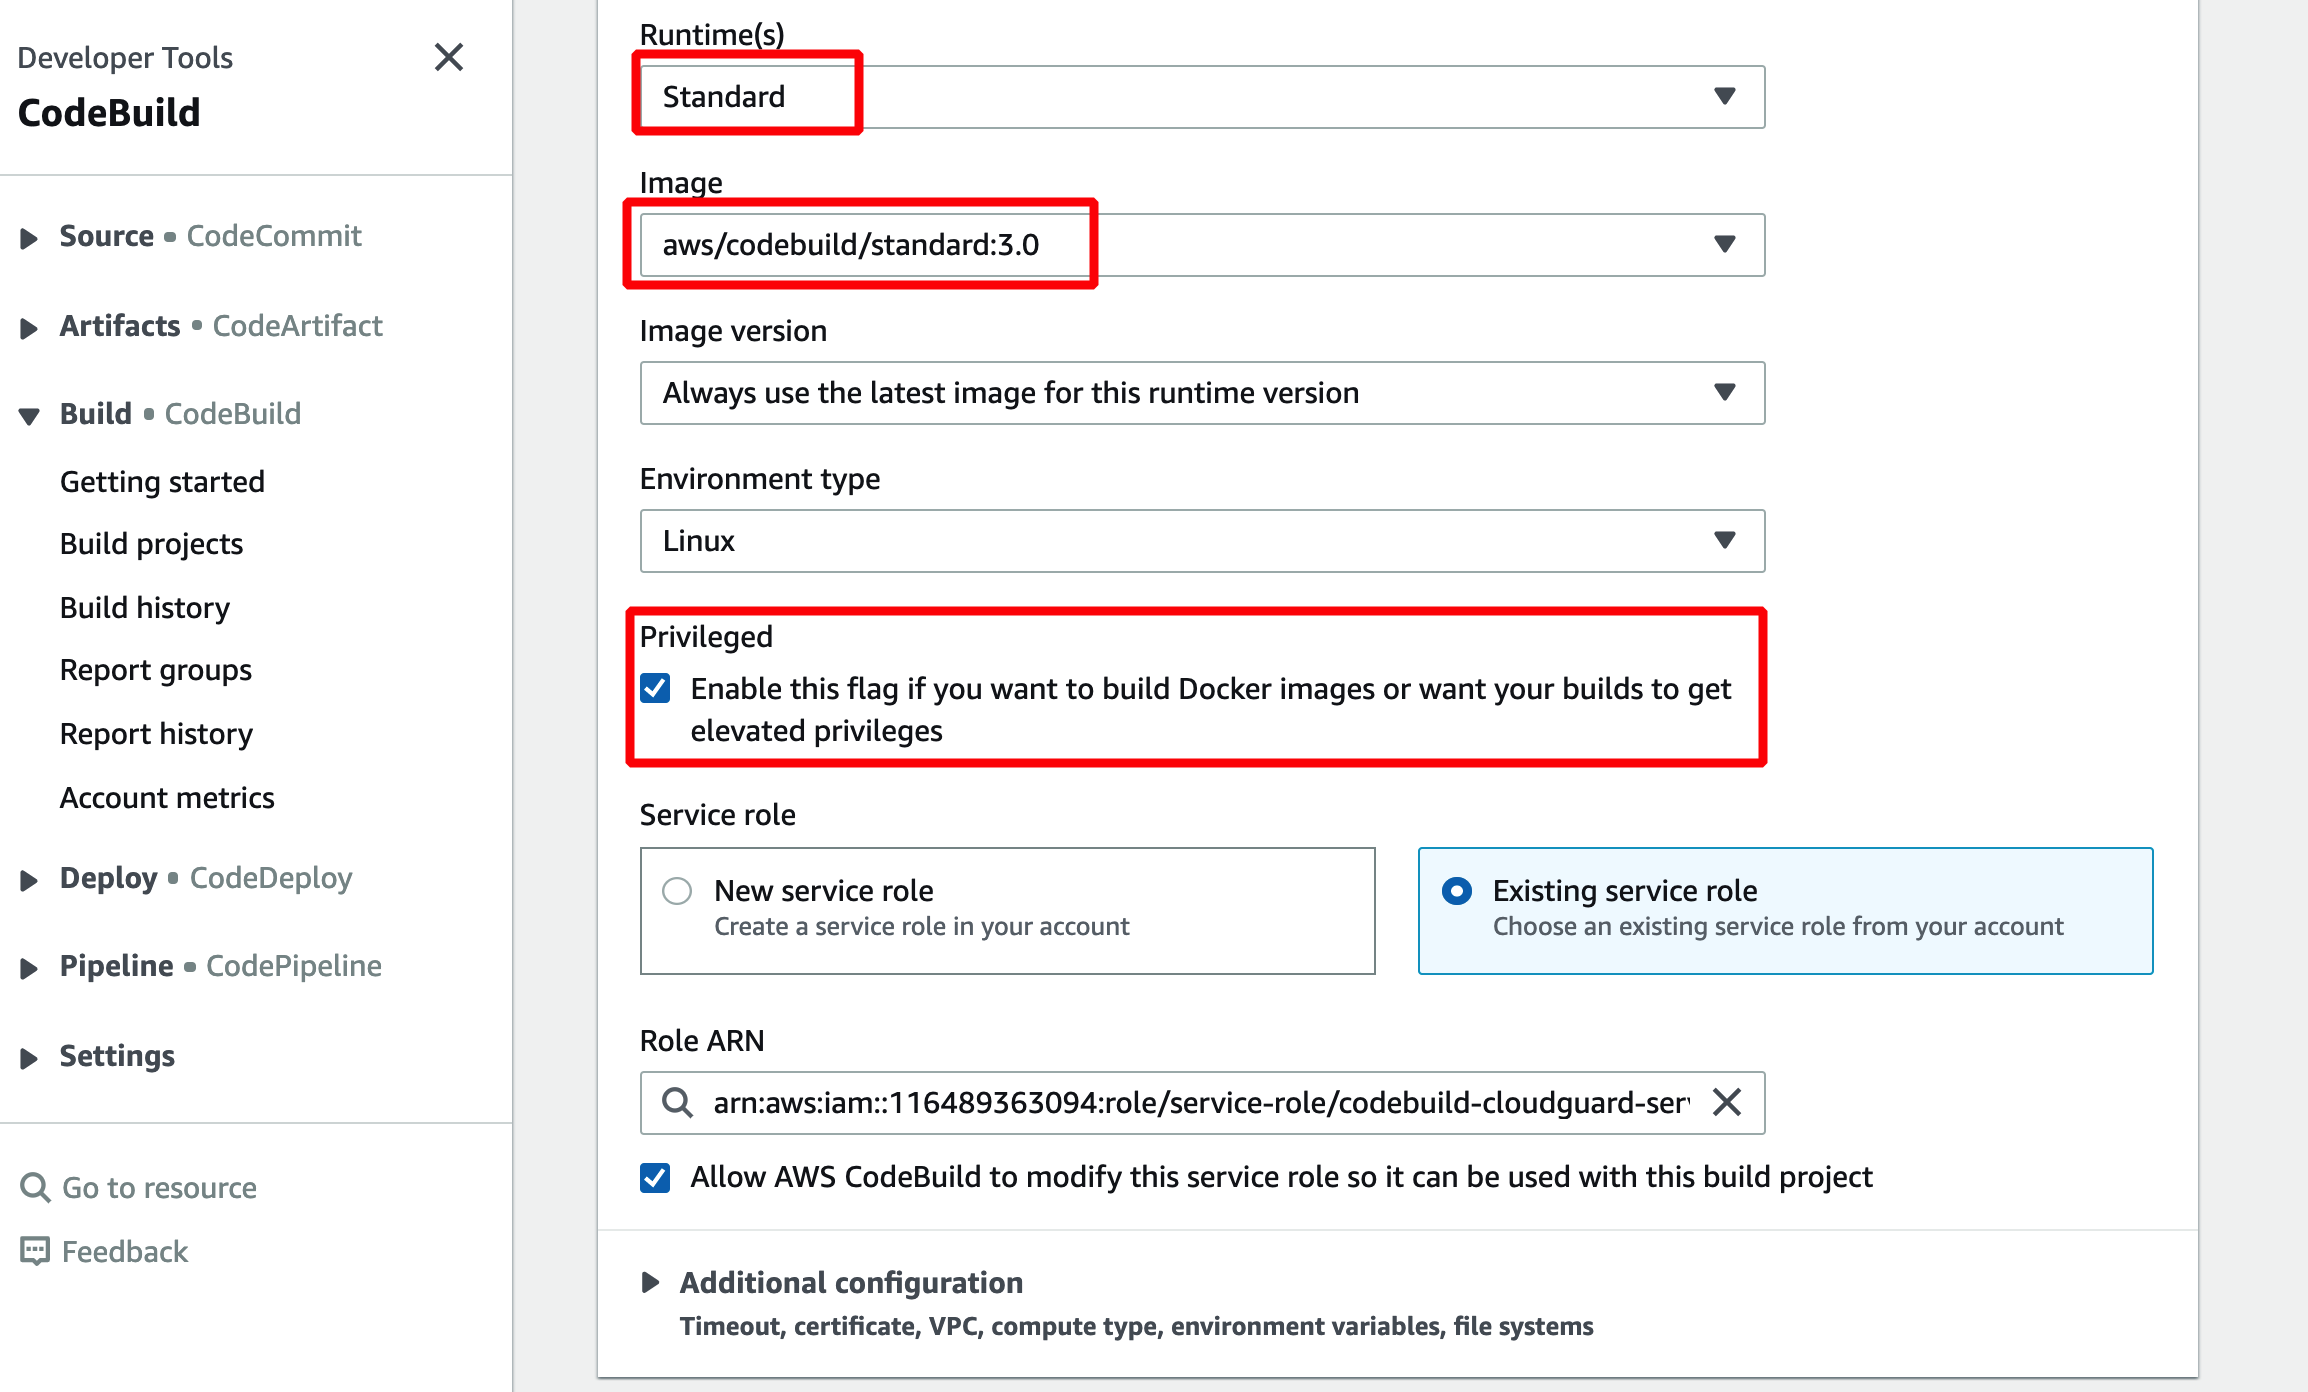 Developer Tools
CodeBuild
Source • CodeCommit
Artifacts • CodeArtifact
Build • CodeBuild
Getting started
Build projects
Build history
Report groups
Report history
Account metrics
Deploy • CodeDeploy
Pipeline • CodePipeline
Settings
Go to resource
Feedback
Runtime(s)
Standard
Image
aws/codebuild/standard:3.0
Image version
Always use the latest image for this runtime version
Environment type
Linux
Privileged
Enable this flag if you want to build Docker images or want your builds to get
elevated privileges
Service role
New service role
Create a service role in your account
Existing service role
Choose an existing service role from your account
Role ARN
arn:aws:iam::116489363094:role/service-role/codebuild-cloudguard-ser
Allow AWS CodeBuild to modify this service role so it can be used with this build project
Additional configuration
Timeout, certificate, VPC, compute type, environment variables, file systems